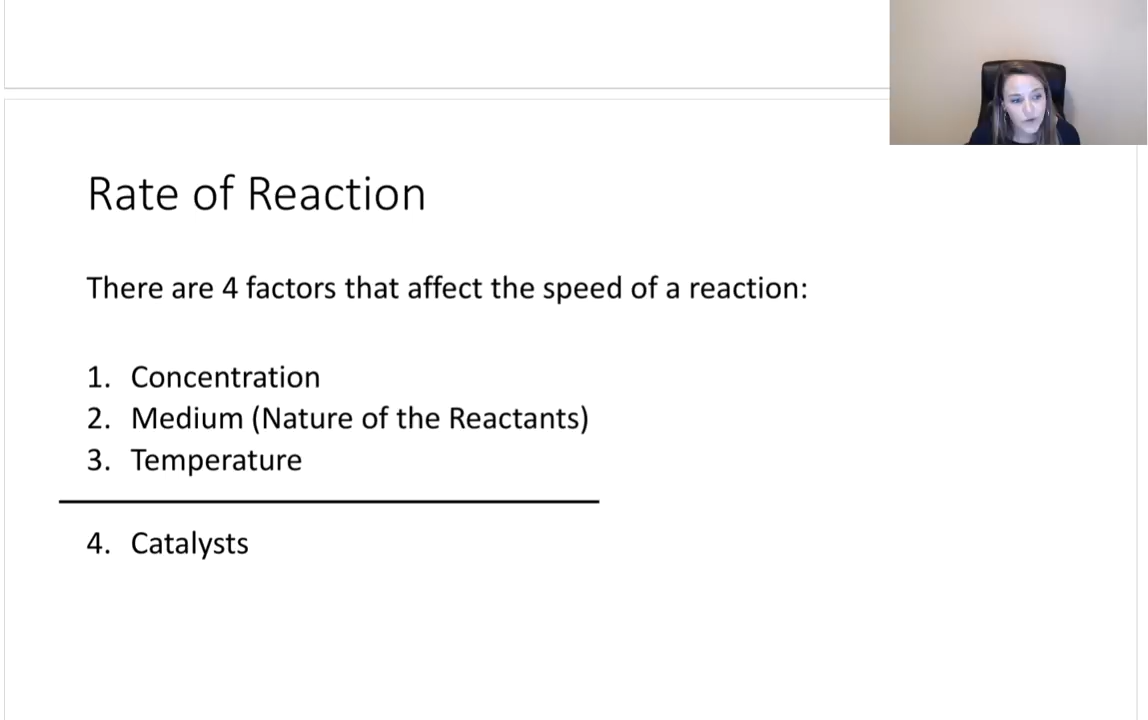 Rate of Reaction
There are 4 factors that affect the speed of a reaction:
1. Concentration
2. Medium (Nature of the Reactants)
3. Temperature
4. Catalysts